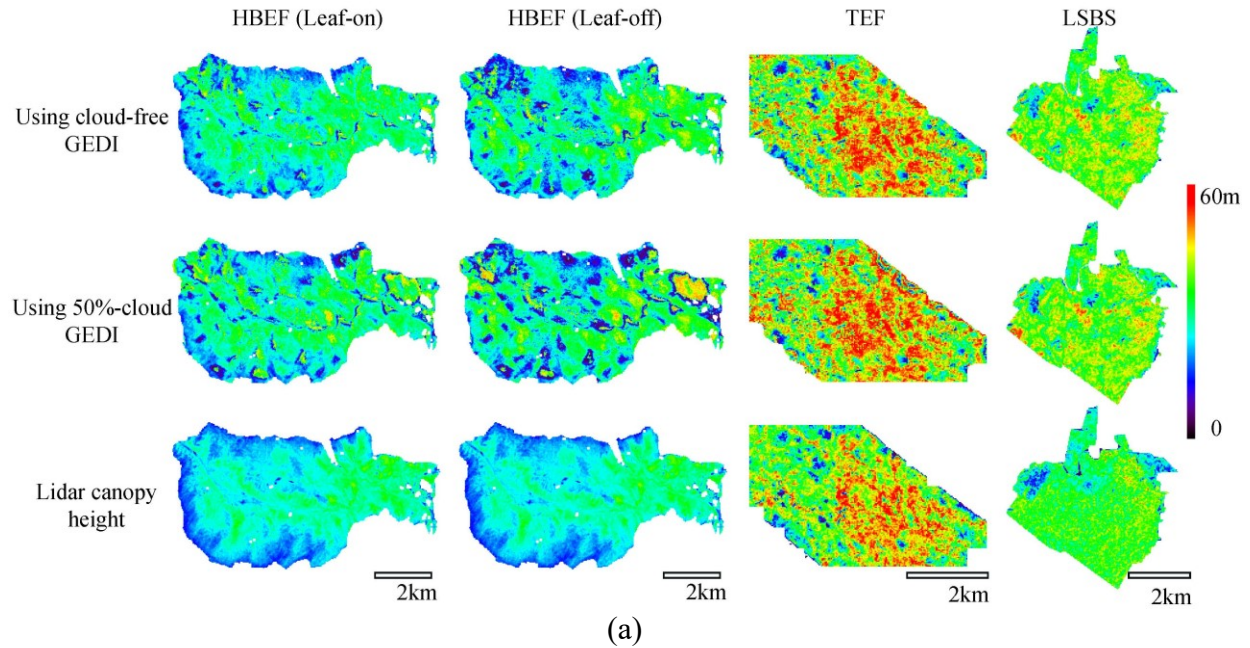 HBEF (Leaf-on) HBEF (Leaf-off) TEF LSBS
Using cloud-free
GEDI
60m
Using 50%-cloud
GEDI
0
Lidar canopy
height
2km 2km 2km 2km
(a)